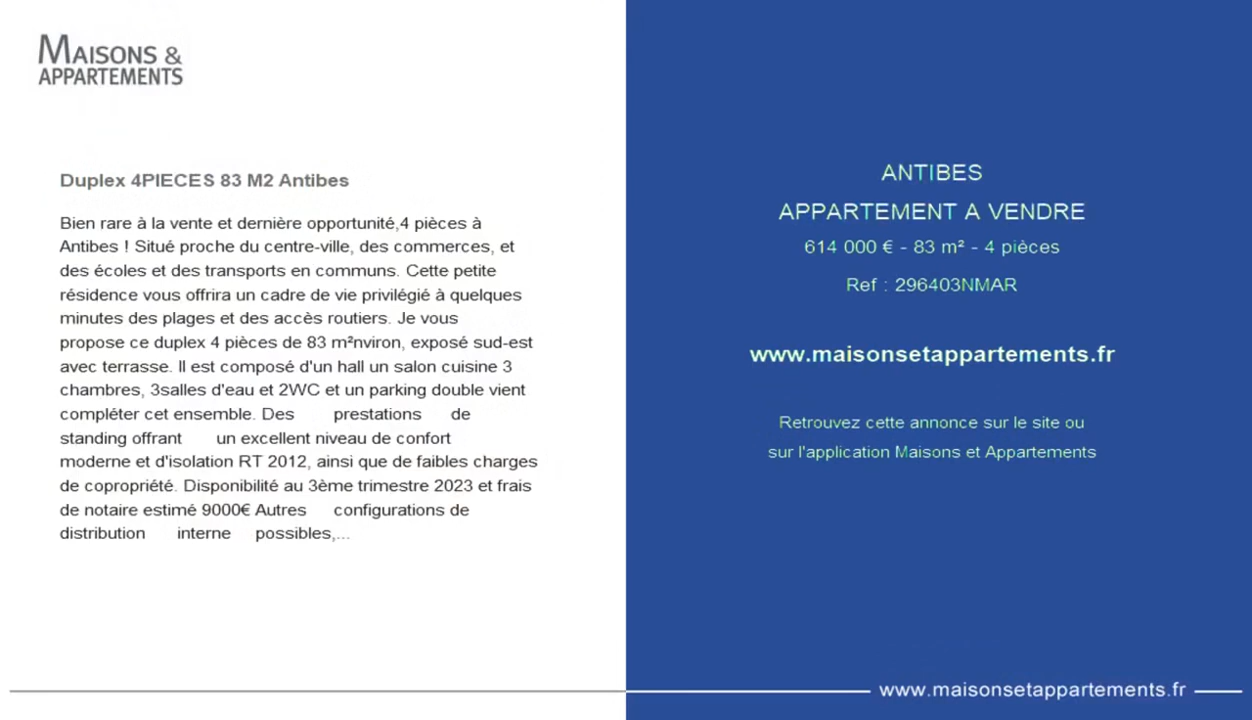 MAISONS &
APPARTEMENTS
Duplex 4PIECES 83 M2 Antibes
Bien rare à la vente et dernière opportunité,4 pièces à
Antibes ! Situé proche du centre-ville, des commerces, et
des écoles et des transports en communs. Cette petite
résidence vous offrira un cadre de vie privilégié à quelques
minutes des plages et des accès routiers. Je vous
propose ce duplex 4 pièces de 83 m²nviron, exposé sud-est
avec terrasse. Il est composé d'un hall un salon cuisine 3
chambres, 3salles d'eau et 2WC et un parking double vient
compléter cet ensemble. Des prestations de
standing offrant un excellent niveau de confort
moderne et d'isolation RT 2012, ainsi que de faibles charges
de copropriété. Disponibilité au 3ème trimestre 2023 et frais
de notaire estimé 9000€ Autres configurations de
distribution interne possibles,...
ANTIBES
APPARTEMENT A VENDRE
614 000 € - 83 m² - 4 pièces
Ref : 296403NMAR
www.maisonsetappartements.fr
Retrouvez cette annonce sur le site ou
sur l'application Maisons et Appartements
www.maisonsetappartements.fr